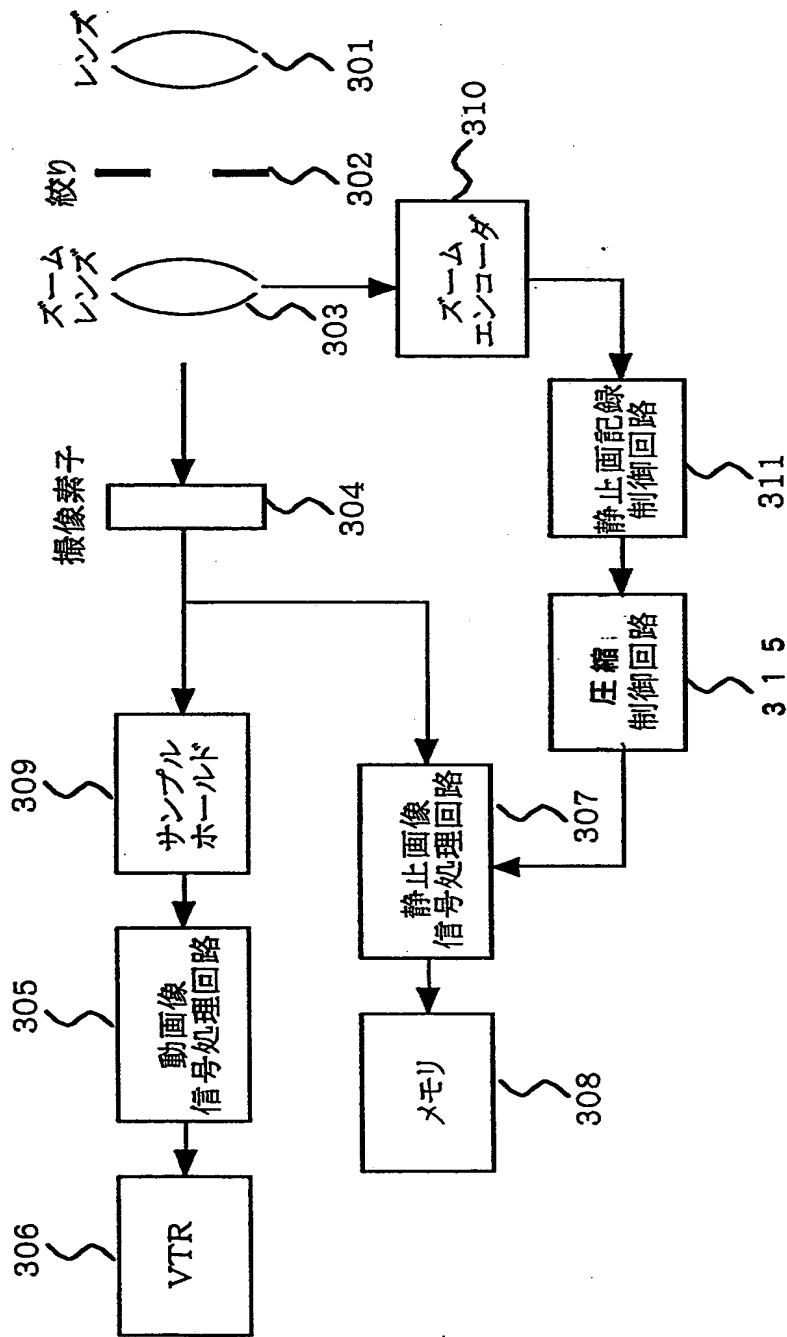 レンズ
301
絞り
302
ズーム
レンズ
303
ズーム
エンコーダ
310
撮像素子
304
静止画記録
制御回路
311
圧縮
制御回路
315
サンプル
ホールド
309
静止画像
信号処理回路
307
動画像
信号処理回路
305
メモリ
308
VTR
306